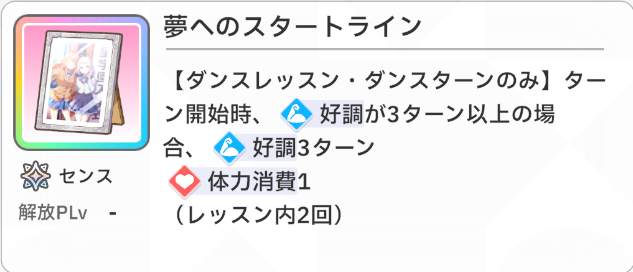 夢へのスタートライン
【ダンスレッスン・ダンスターンのみ】ター
ン開始時、好調が3ターン以上の場
合、好調3ターン
体力消費1
（レッスン内2回）
センス
解放PLv -